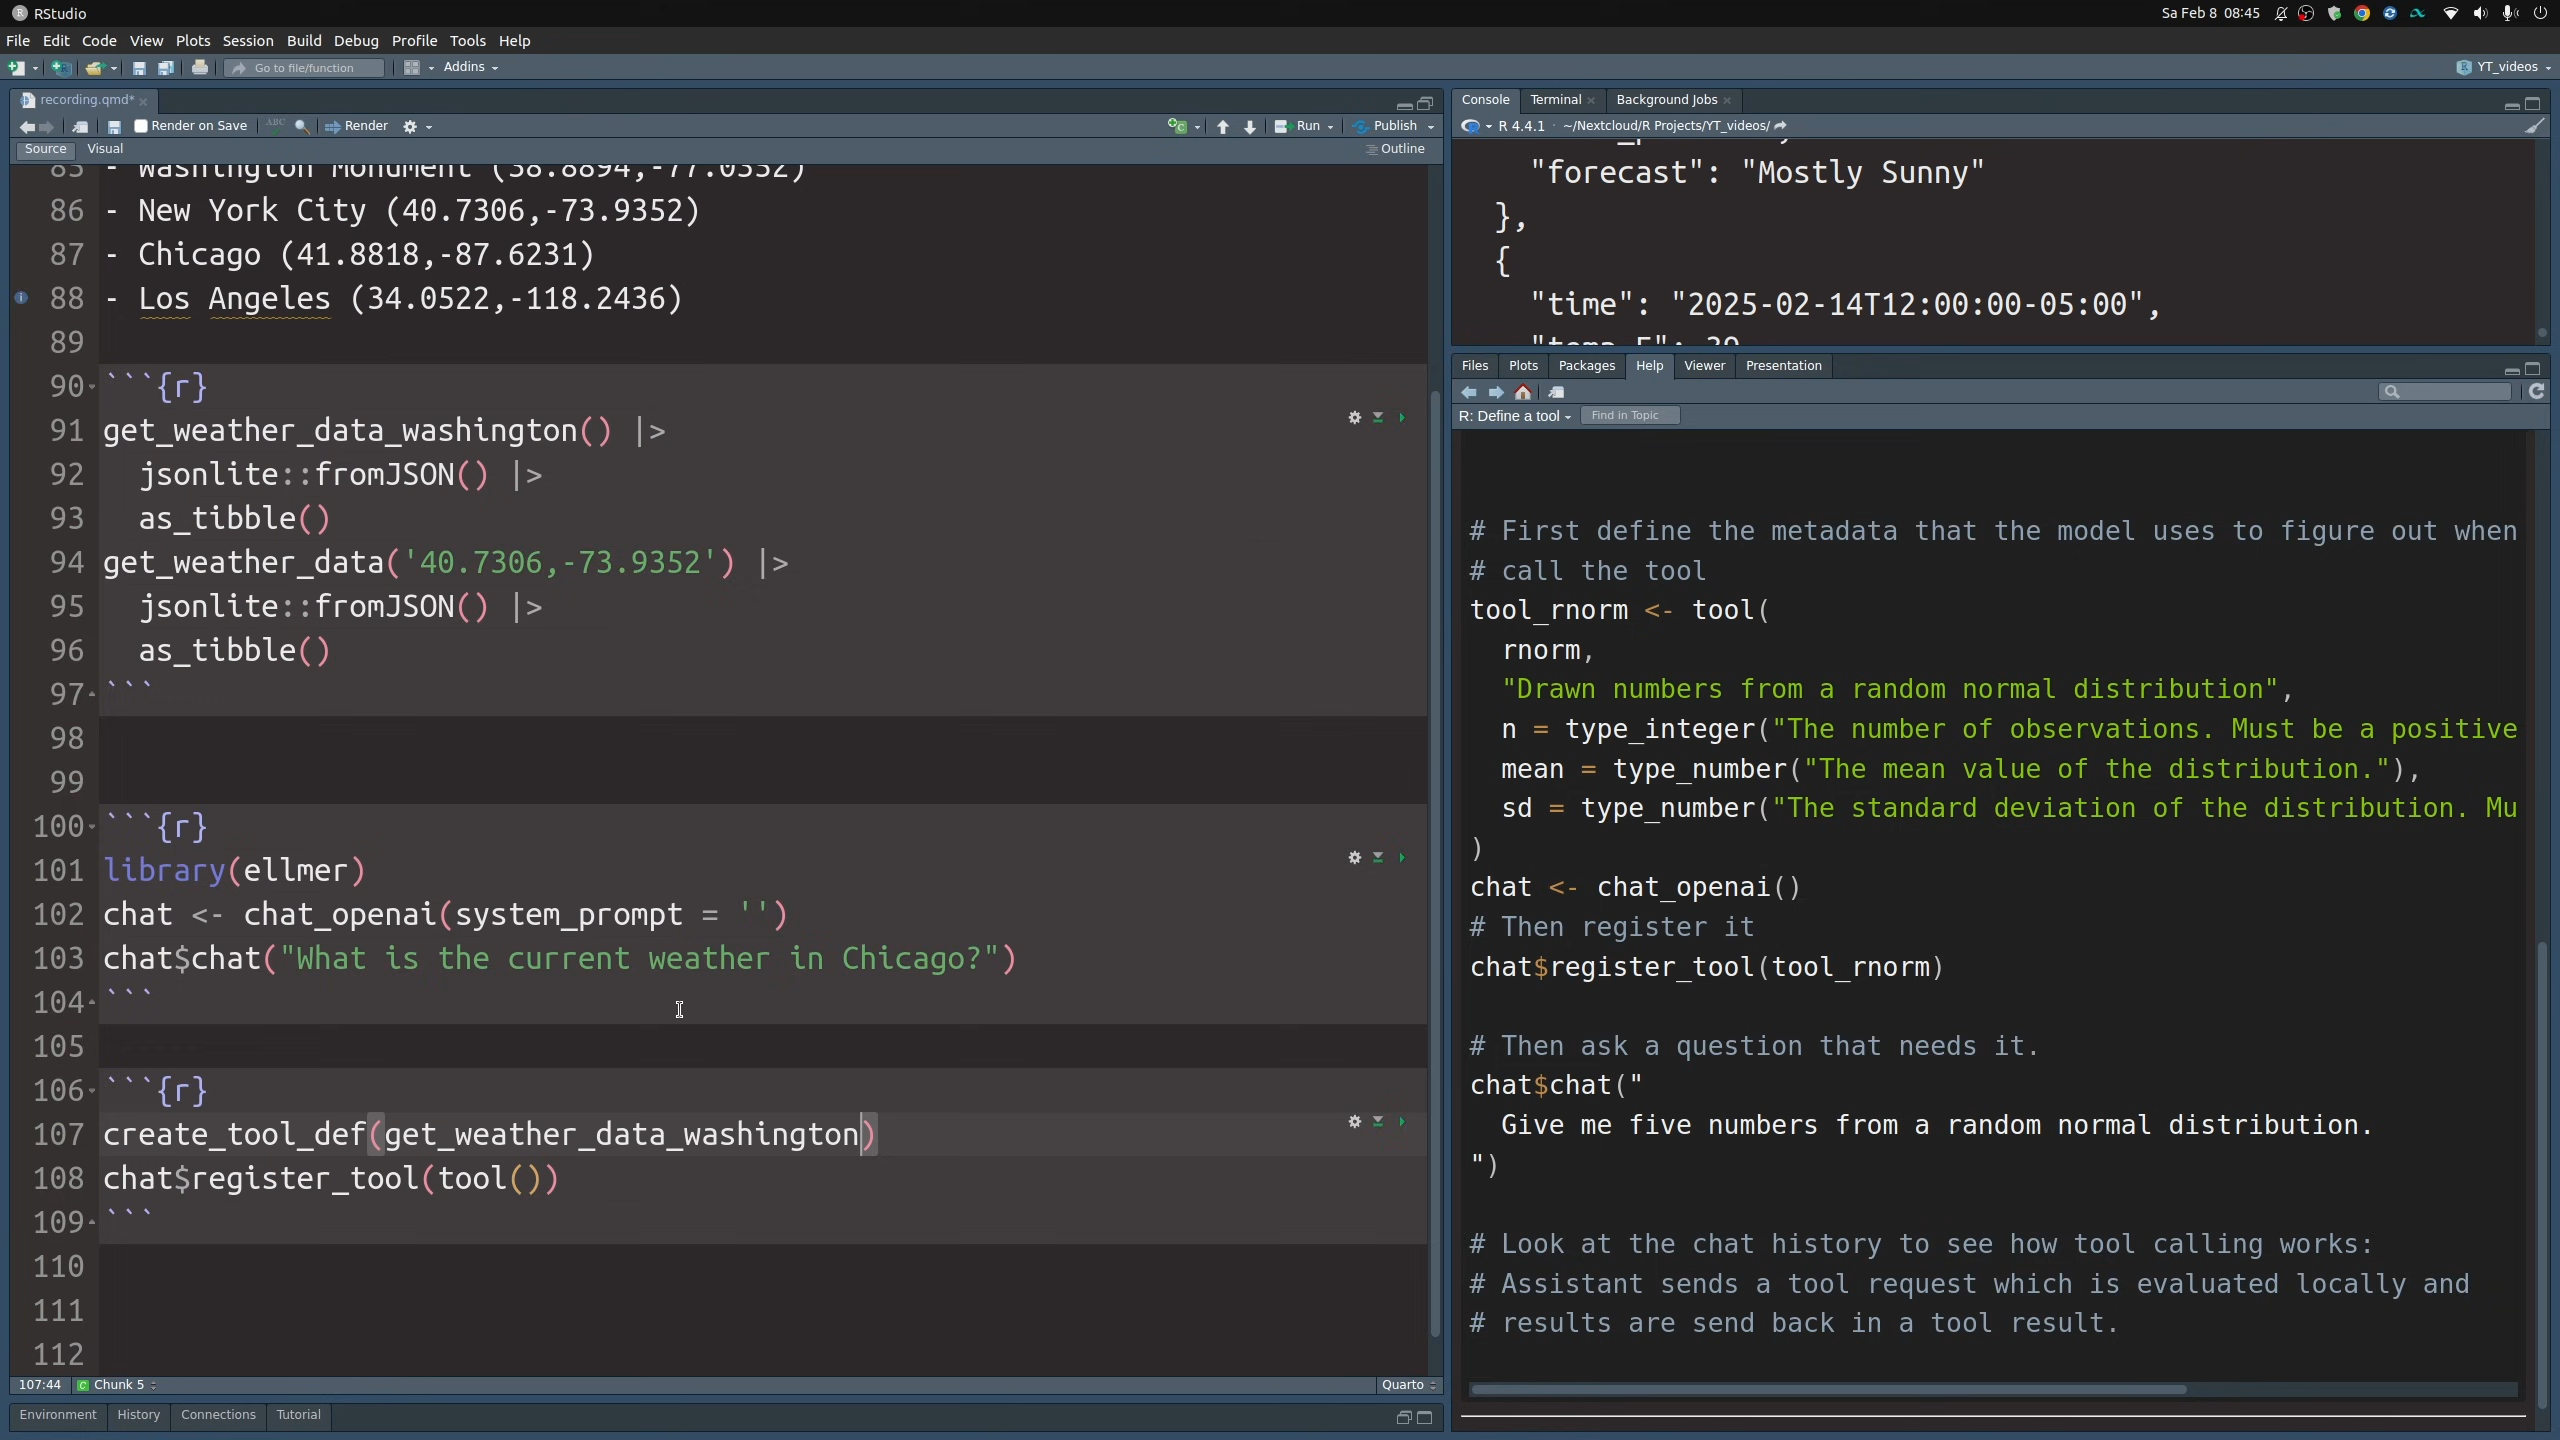 RStudio
Sa Feb 8 08:45
File Edit Code View Plots Session Build Debug Profile Tools Help
Go to file/function
Addins
YT_videos
recording.qmd*
Render on Save
ABC
Render
Run
Publish
Source Visual
Outline
85 - Washington Monument (38.8894,-77.0352)
86 - New York City (40.7306,-73.9352)
87 - Chicago (41.8818,-87.6231)
88 - Los Angeles (34.0522,-118.2436)
89
90 ```{r}
91 get_weather_data_washington() |>
92   jsonlite::fromJSON() |>
93   as_tibble()
94 get_weather_data('40.7306,-73.9352') |>
95   jsonlite::fromJSON() |>
96   as_tibble()
97 ```
98
99
100 ```{r}
101 library(ellmer)
102 chat <- chat_openai(system_prompt = '')
103 chat$chat("What is the current weather in Chicago?")
104 ```
105
106 ```{r}
107 create_tool_def(get_weather_data_washington)
108 chat$register_tool(tool())
109 ```
110
111
112
107:44 Chunk 5
Quarto
Environment History Connections Tutorial
Console Terminal Background Jobs
R 4.4.1 · ~/Nextcloud/R Projects/YT_videos/
"forecast": "Mostly Sunny"
},
{
"time": "2025-02-14T12:00:00-05:00",
Files Plots Packages Help Viewer Presentation
R: Define a tool
Find in Topic
# First define the metadata that the model uses to figure out when
# call the tool
tool_rnorm <- tool(
  rnorm,
  "Drawn numbers from a random normal distribution",
  n = type_integer("The number of observations. Must be a positive
  mean = type_number("The mean value of the distribution."),
  sd = type_number("The standard deviation of the distribution. Mu
)
chat <- chat_openai()
# Then register it
chat$register_tool(tool_rnorm)
# Then ask a question that needs it.
chat$chat("
  Give me five numbers from a random normal distribution.
")
# Look at the chat history to see how tool calling works:
# Assistant sends a tool request which is evaluated locally and
# results are send back in a tool result.